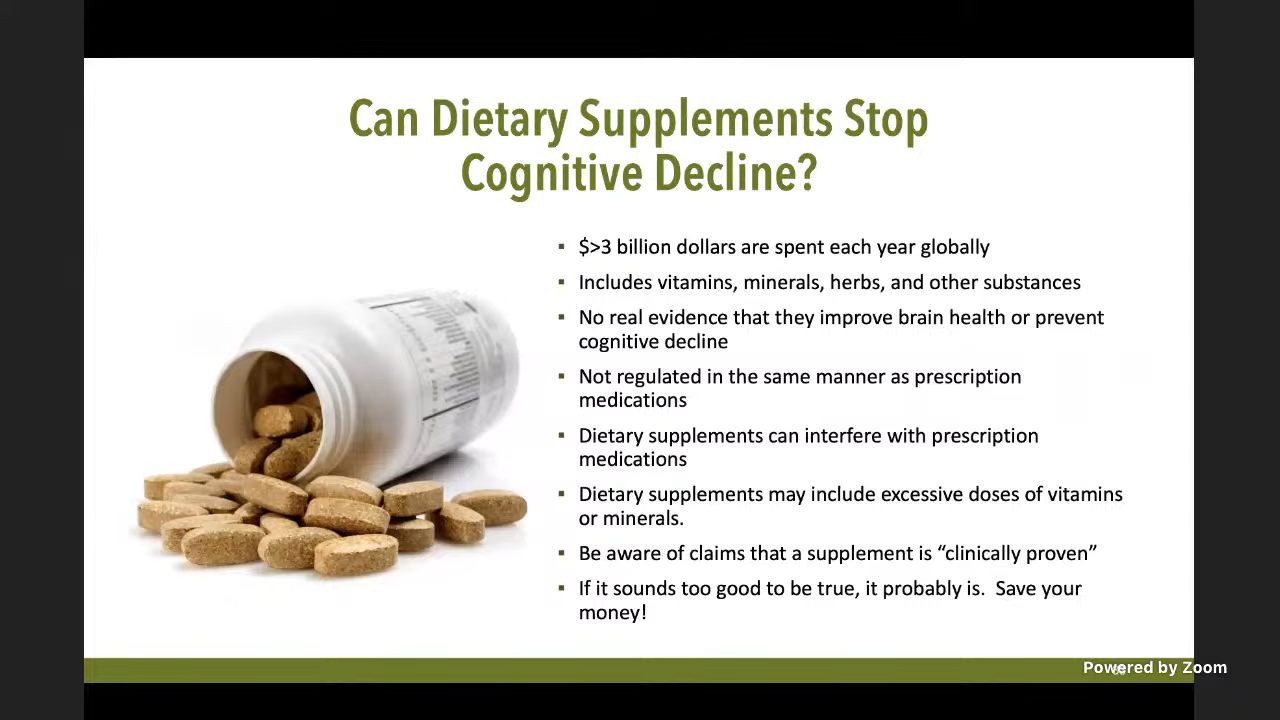 Can Dietary Supplements Stop
Cognitive Decline?
▪ $>3 billion dollars are spent each year globally
▪ Includes vitamins, minerals, herbs, and other substances
▪ No real evidence that they improve brain health or prevent
cognitive decline
▪ Not regulated in the same manner as prescription
medications
▪ Dietary supplements can interfere with prescription
medications
▪ Dietary supplements may include excessive doses of vitamins
or minerals.
▪ Be aware of claims that a supplement is “clinically proven”
▪ If it sounds too good to be true, it probably is.  Save your
money!
Powered by Zoom